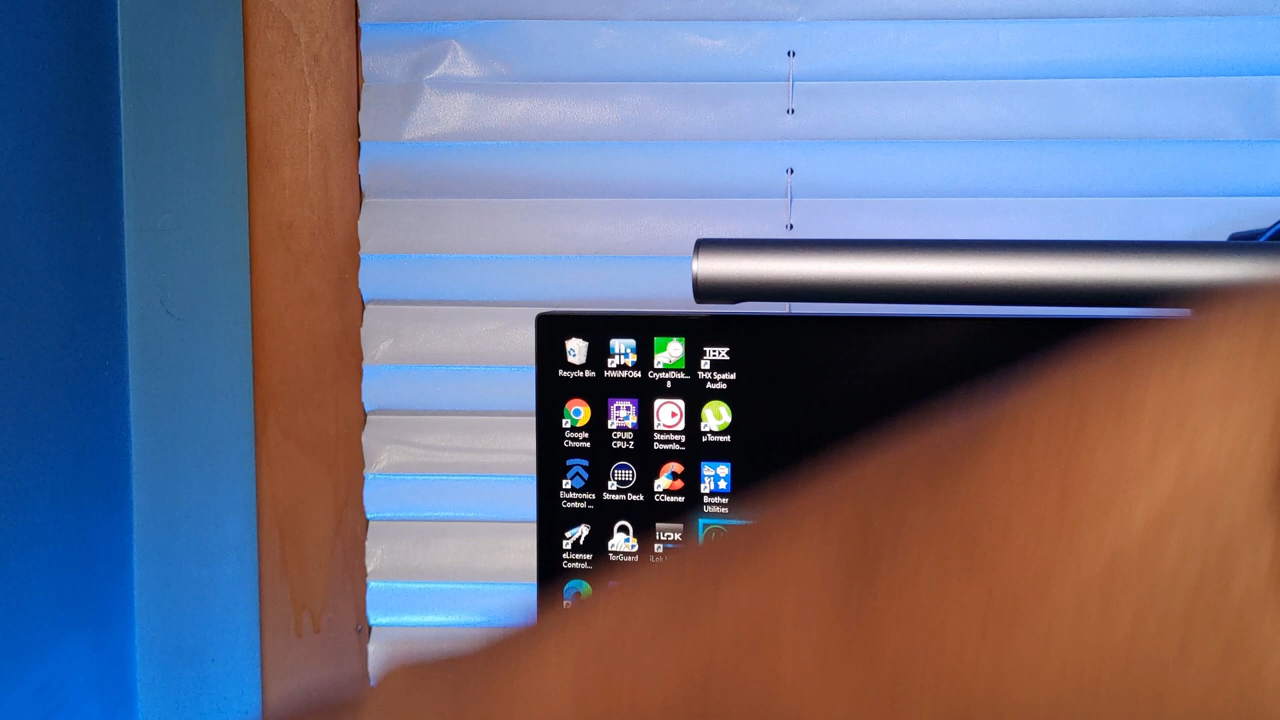 Recycle Bin
HWiNFO64
CrystalDisk...
8
THX
THX Spatial
Audio
Google
Chrome
CPUID
CPU-Z
Steinberg
Downlo...
µTorrent
Eluktronics
Control ...
Stream Deck
CCleaner
Brother
Utilities
eLicenser
Control...
TorGuard
iLOK